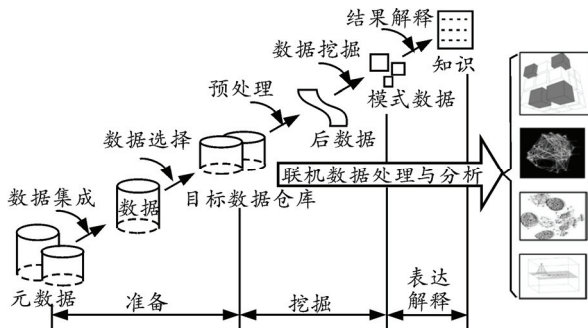 结果解释
数据挖掘
知识
预处理
模式数据
数据选择
后数据
联机数据处理与分析
数据集成
数据
目标数据仓库
元数据
准备
挖掘
表达
解释